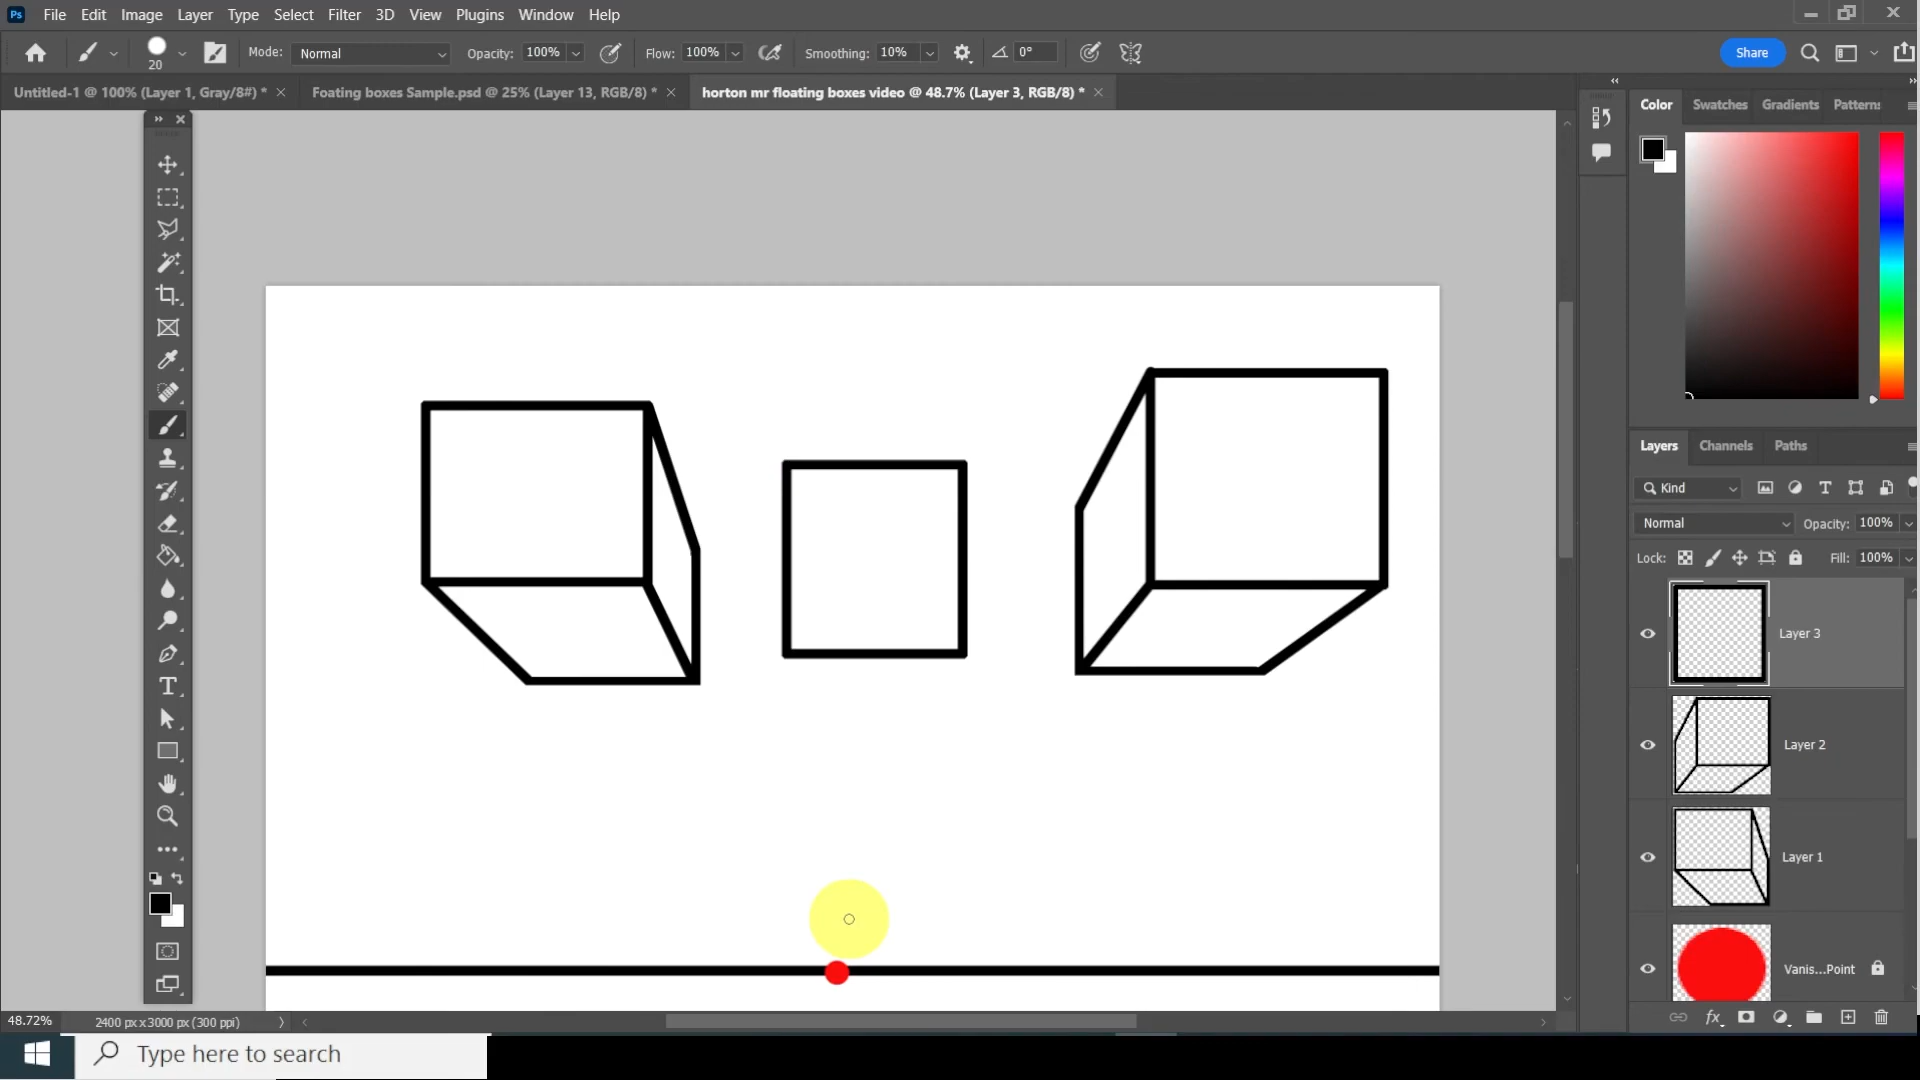 Ps File Edit Image Layer Type Select Filter 3D View Plugins Window Help
20 Mode: Normal Opacity: 100% Flow: 100% Smoothing: 10% 0° Share
Untitled-1 @ 100% (Layer 1, Gray/8#) * Foating boxes Sample.psd @ 25% (Layer 13, RGB/8) * horton mr floating boxes video @ 48.7% (Layer 3, RGB/8) *
Color Swatches Gradients Patterns
Layers Channels Paths
Kind
Normal Opacity: 100%
Lock: Fill: 100%
Layer 3
Layer 2
Layer 1
Vanis...Point
fx
48.72% 2400 px x 3000 px (300 ppi)
Type here to search